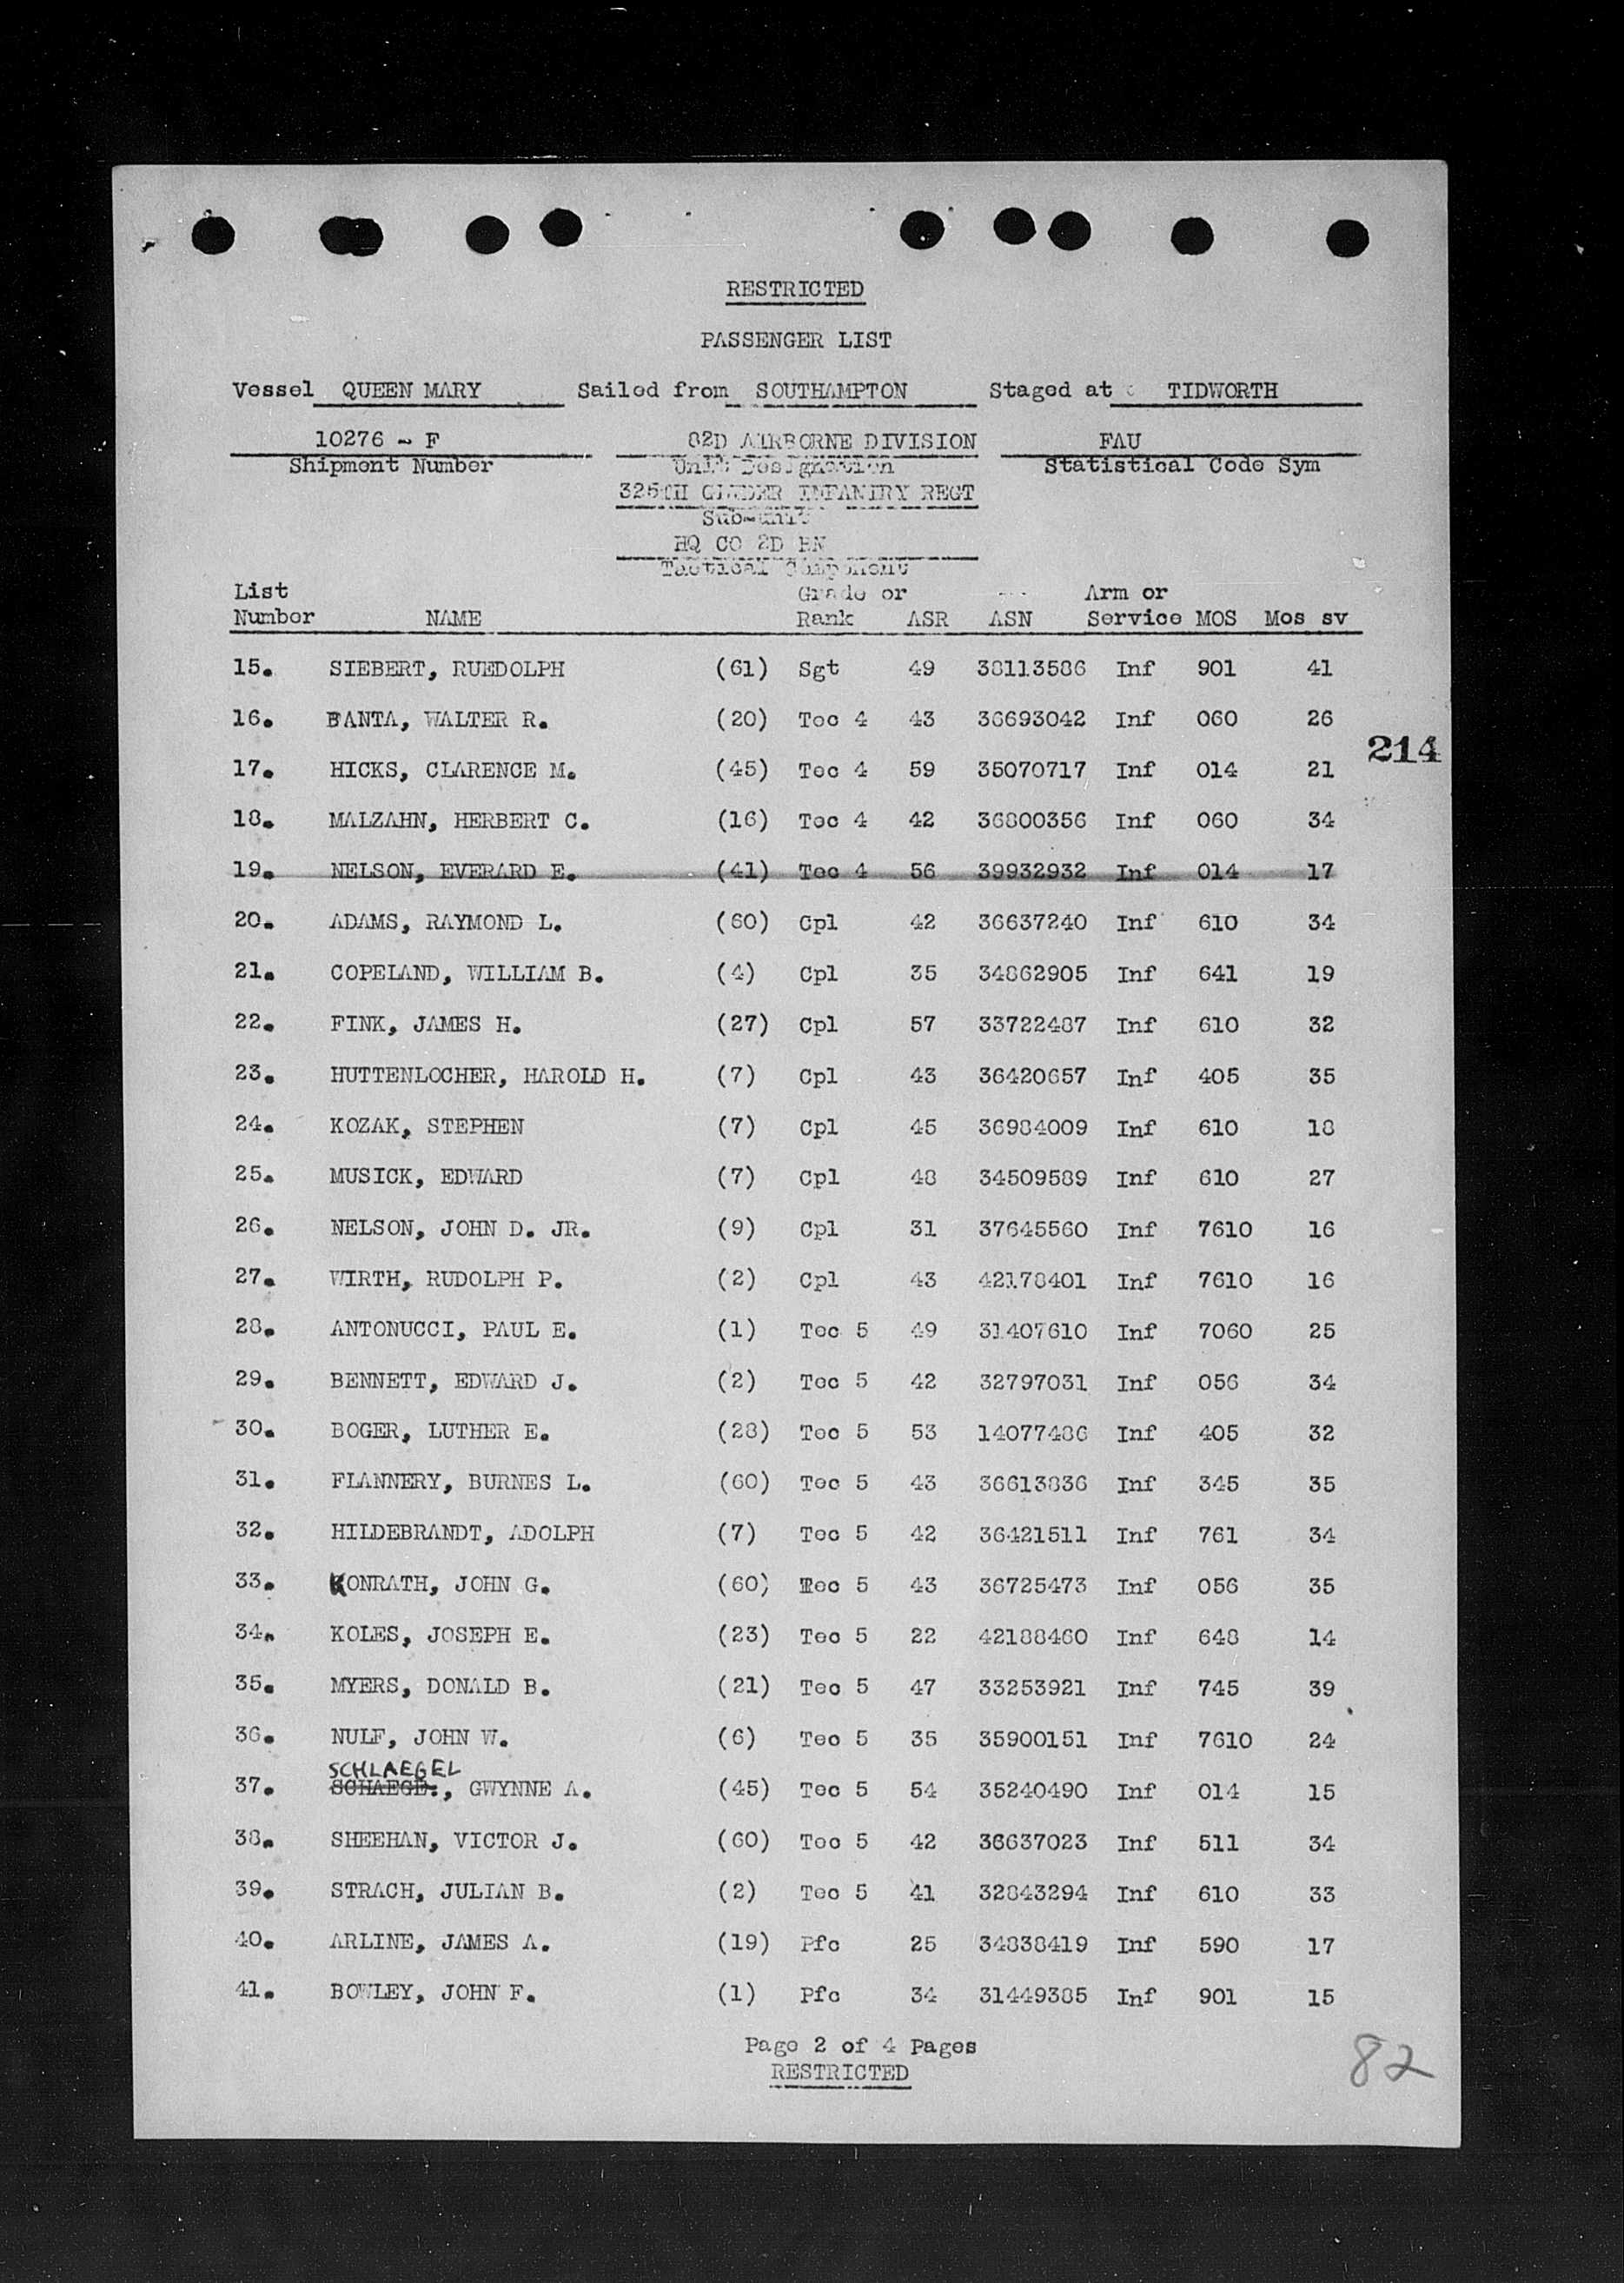 RESTRICTED
PASSENGER LIST
Vessel QUEEN MARY Sailed from SOUTHAMPTON Staged at TIDWORTH
10276 - F 82D AIRBORNE DIVISION FAU
Shipment Number Unit Designation Statistical Code Sym
325TH GLIDER INFANTRY REGT
Sub-unit
HQ CO 2D BN
Tactical Component
List Grade or Arm or
Number NAME Rank ASR ASN Service MOS Mos sv
15. SIEBERT, RUEDOLPH (61) Sgt 49 38113586 Inf 901 41
16. BANTA, WALTER R. (20) Tec 4 43 36693042 Inf 060 26
214
17. HICKS, CLARENCE M. (45) Tec 4 59 35070717 Inf 014 21
18. MALZAHN, HERBERT C. (16) Tec 4 42 36800356 Inf 060 34
19. NELSON, EVERARD E. (41) Tec 4 56 39932932 Inf 014 17
20. ADAMS, RAYMOND L. (60) Cpl 42 36637240 Inf 610 34
21. COPELAND, WILLIAM B. (4) Cpl 35 34862905 Inf 641 19
22. FINK, JAMES H. (27) Cpl 57 33722487 Inf 610 32
23. HUTTENLOCHER, HAROLD H. (7) Cpl 43 36420657 Inf 405 35
24. KOZAK, STEPHEN (7) Cpl 45 36984009 Inf 610 18
25. MUSICK, EDWARD (7) Cpl 48 34509589 Inf 610 27
26. NELSON, JOHN D. JR. (9) Cpl 31 37645560 Inf 7610 16
27. WIRTH, RUDOLPH P. (2) Cpl 43 42178401 Inf 7610 16
28. ANTONUCCI, PAUL E. (1) Tec 5 49 31407610 Inf 7060 25
29. BENNETT, EDWARD J. (2) Tec 5 42 32797031 Inf 056 34
30. BOGER, LUTHER E. (28) Tec 5 53 14077486 Inf 405 32
31. FLANNERY, BURNES L. (60) Tec 5 43 36613836 Inf 345 35
32. HILDEBRANDT, ADOLPH (7) Tec 5 42 36421511 Inf 761 34
33. KONRATH, JOHN G. (60) Tec 5 43 36725473 Inf 056 35
34. KOLES, JOSEPH E. (23) Tec 5 22 42188460 Inf 648 14
35. MYERS, DONALD B. (21) Tec 5 47 33253921 Inf 745 39
36. NULF, JOHN W. (6) Tec 5 35 35900151 Inf 7610 24
SCHLAEGEL
37. , GWYNNE A. (45) Tec 5 54 35240490 Inf 014 15
38. SHEEHAN, VICTOR J. (60) Tec 5 42 36637023 Inf 511 34
39. STRACH, JULIAN B. (2) Tec 5 41 32843294 Inf 610 33
40. ARLINE, JAMES A. (19) Pfc 25 34838419 Inf 590 17
41. BOWLEY, JOHN F. (1) Pfc 34 31449385 Inf 901 15
Page 2 of 4 Pages
RESTRICTED
82